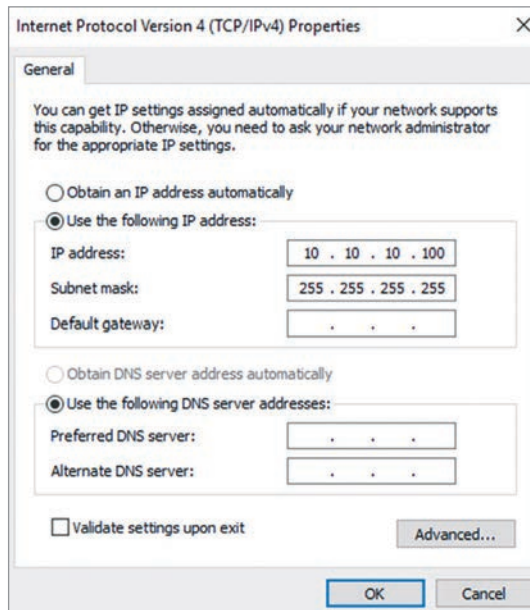 Internet Protocol Version 4 (TCP/IPv4) Properties
General
You can get IP settings assigned automatically if your network supports
this capability. Otherwise, you need to ask your network administrator
for the appropriate IP settings.
Obtain an IP address automatically
Use the following IP address:
IP address: 10 . 10 . 10 . 100
Subnet mask: 255 . 255 . 255 . 255
Default gateway: . . .
Obtain DNS server address automatically
Use the following DNS server addresses:
Preferred DNS server: . . .
Alternate DNS server: . . .
Validate settings upon exit
Advanced...
OK Cancel